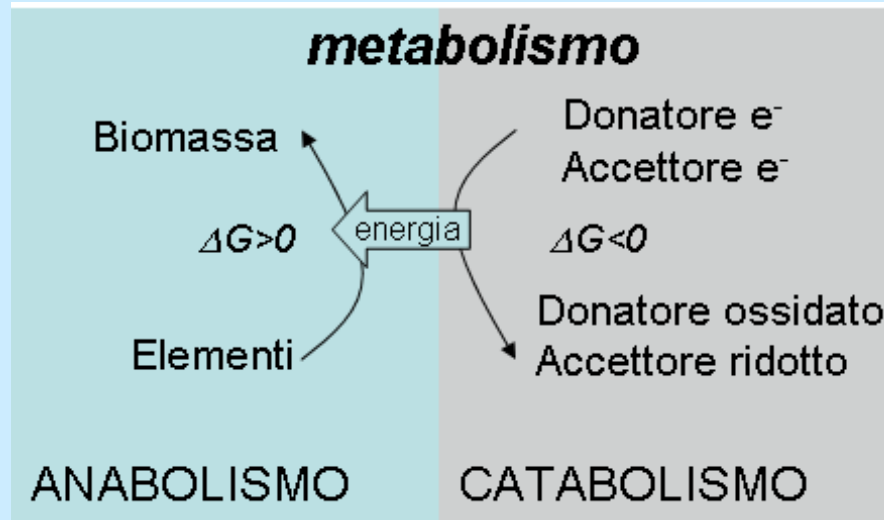 metabolismo
Biomassa
Donatore e⁻
Accettore e⁻
ΔG>0
energia
ΔG<0
Elementi
Donatore ossidato
Accettore ridotto
ANABOLISMO
CATABOLISMO